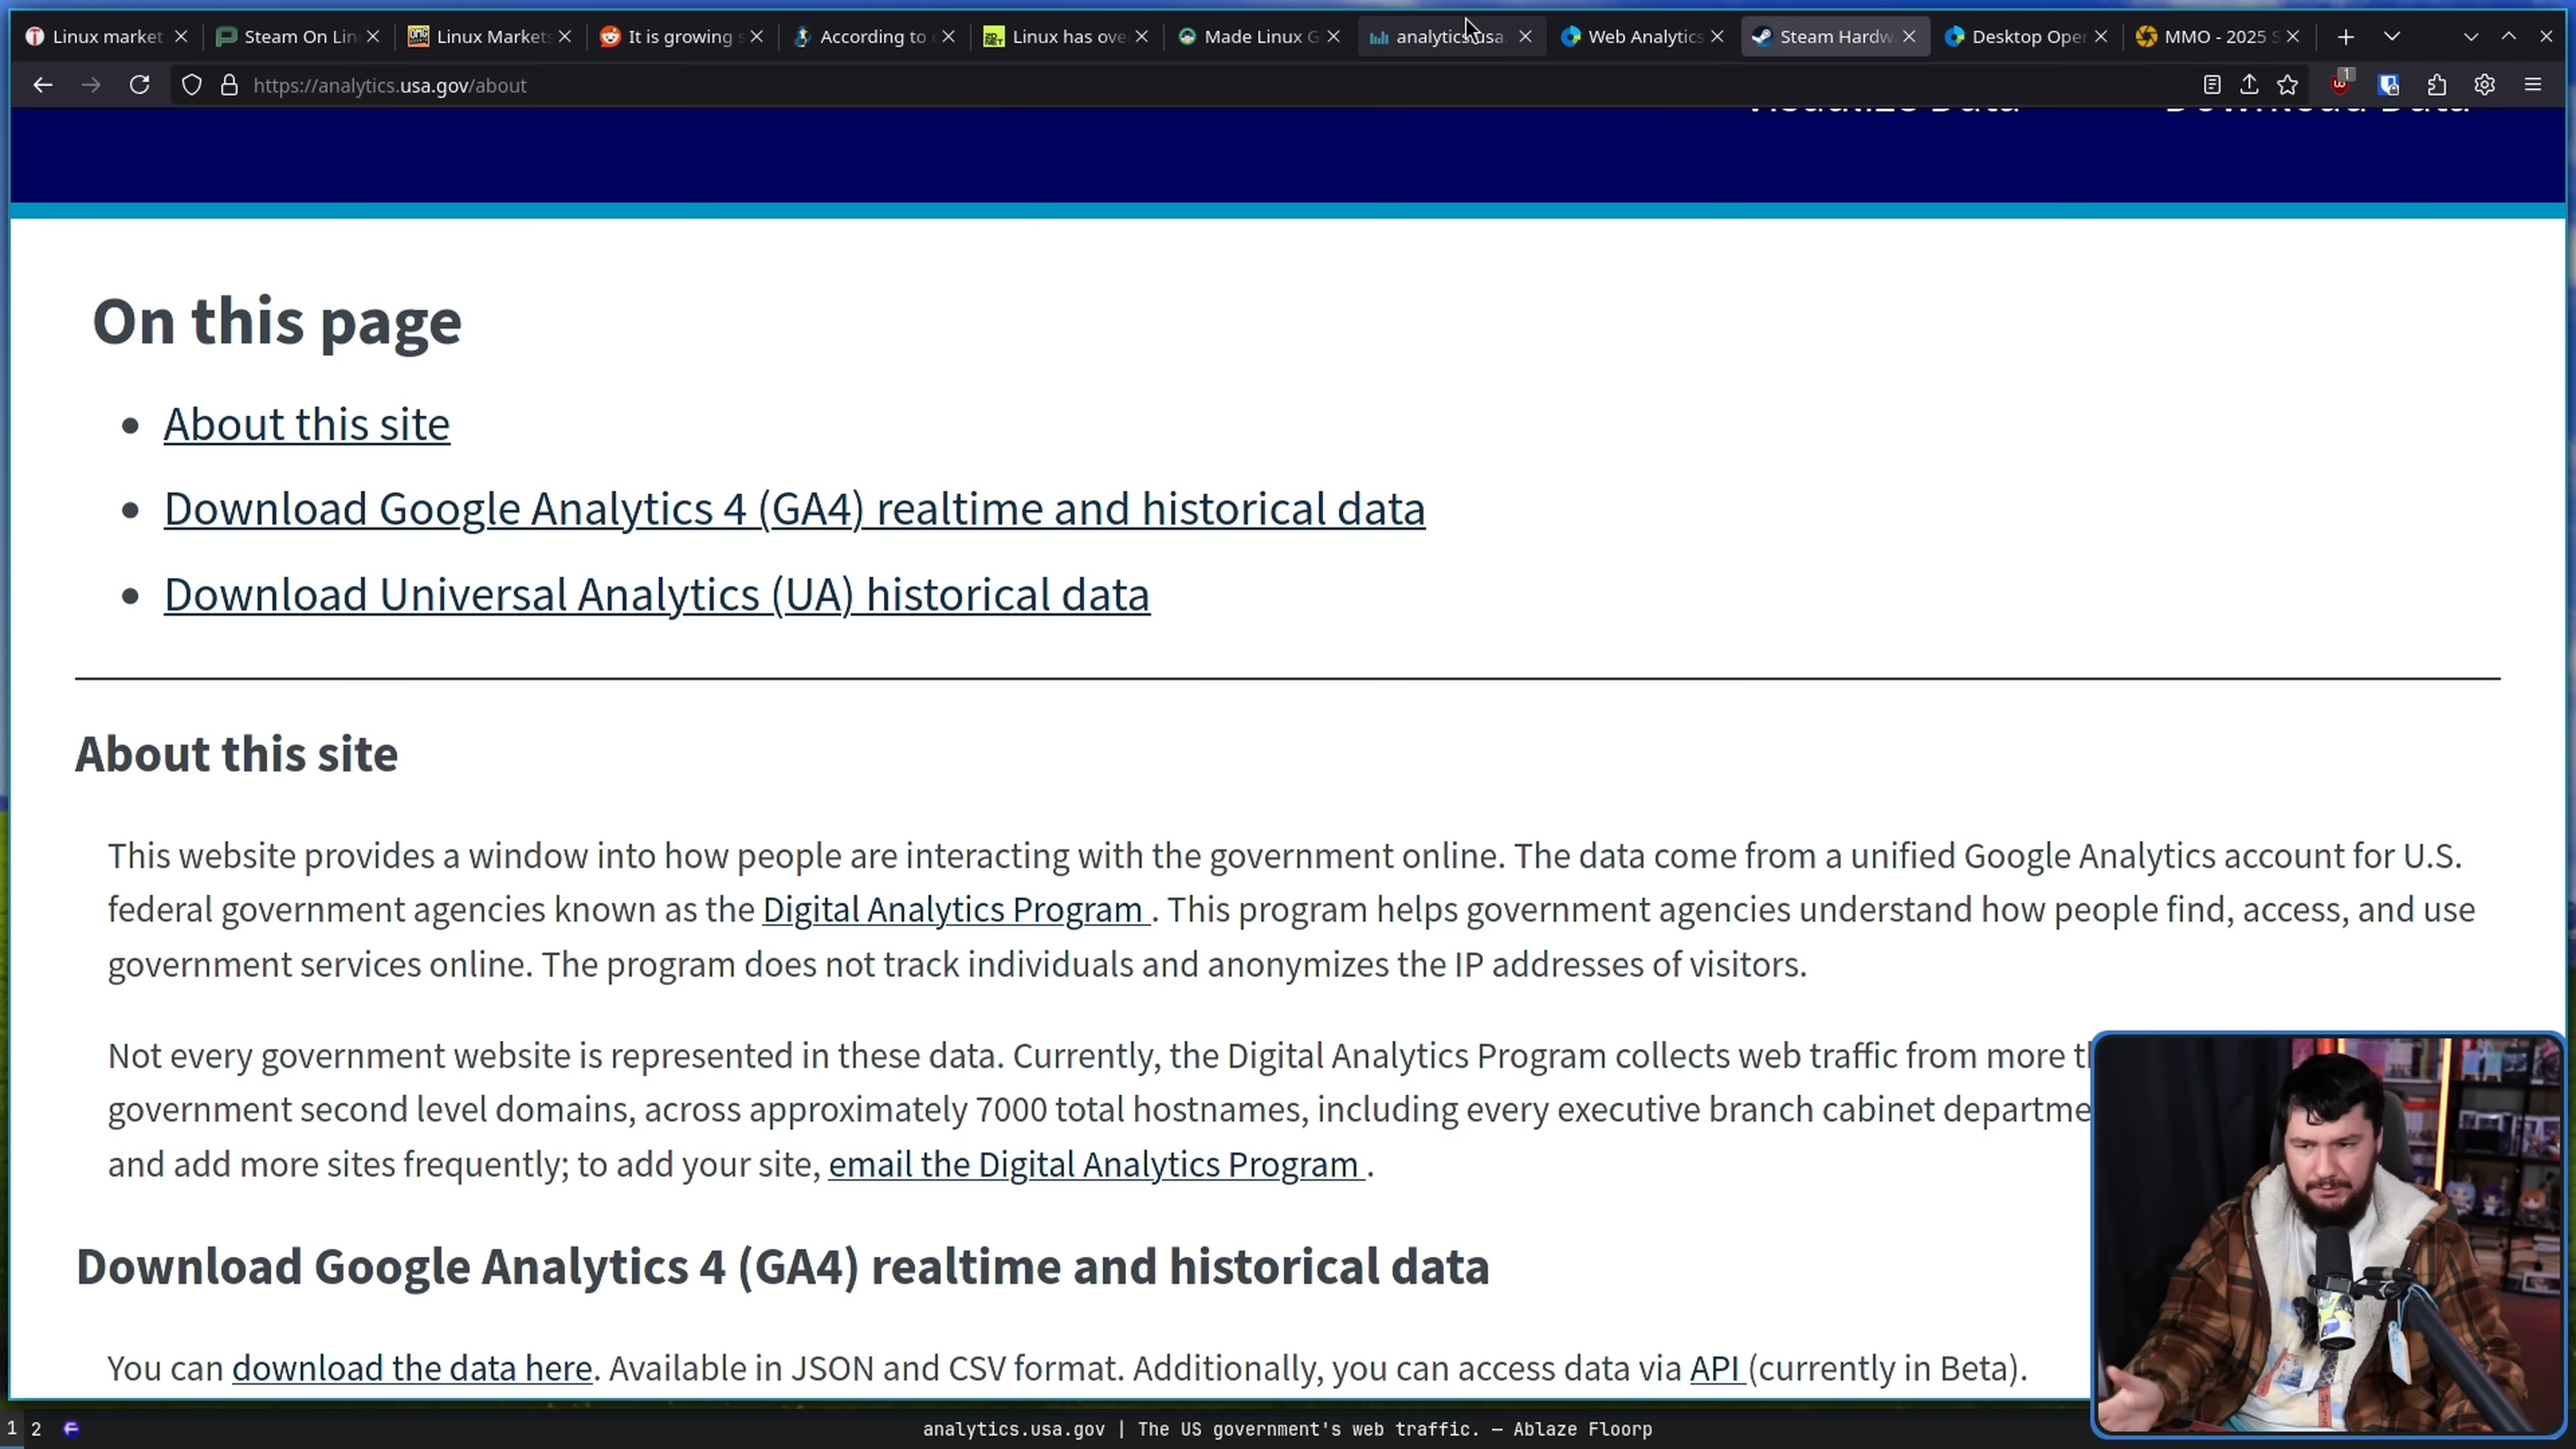 Linux market
Steam On Lin
Linux Markets
It is growing s
According to c
Linux has ove
Made Linux G
analytics.usa.
Web Analytics
Steam Hardw
Desktop Oper
MMO - 2025 S
https://analytics.usa.gov/about
1
On this page
About this site
Download Google Analytics 4 (GA4) realtime and historical data
Download Universal Analytics (UA) historical data
About this site
This website provides a window into how people are interacting with the government online. The data come from a unified Google Analytics account for U.S.
federal government agencies known as the Digital Analytics Program . This program helps government agencies understand how people find, access, and use
government services online. The program does not track individuals and anonymizes the IP addresses of visitors.
Not every government website is represented in these data. Currently, the Digital Analytics Program collects web traffic from more
government second level domains, across approximately 7000 total hostnames, including every executive branch cabinet departme
and add more sites frequently; to add your site, email the Digital Analytics Program .
Download Google Analytics 4 (GA4) realtime and historical data
You can download the data here. Available in JSON and CSV format. Additionally, you can access data via API (currently in Beta).
1 2
analytics.usa.gov | The US government's web traffic. — Ablaze Floorp